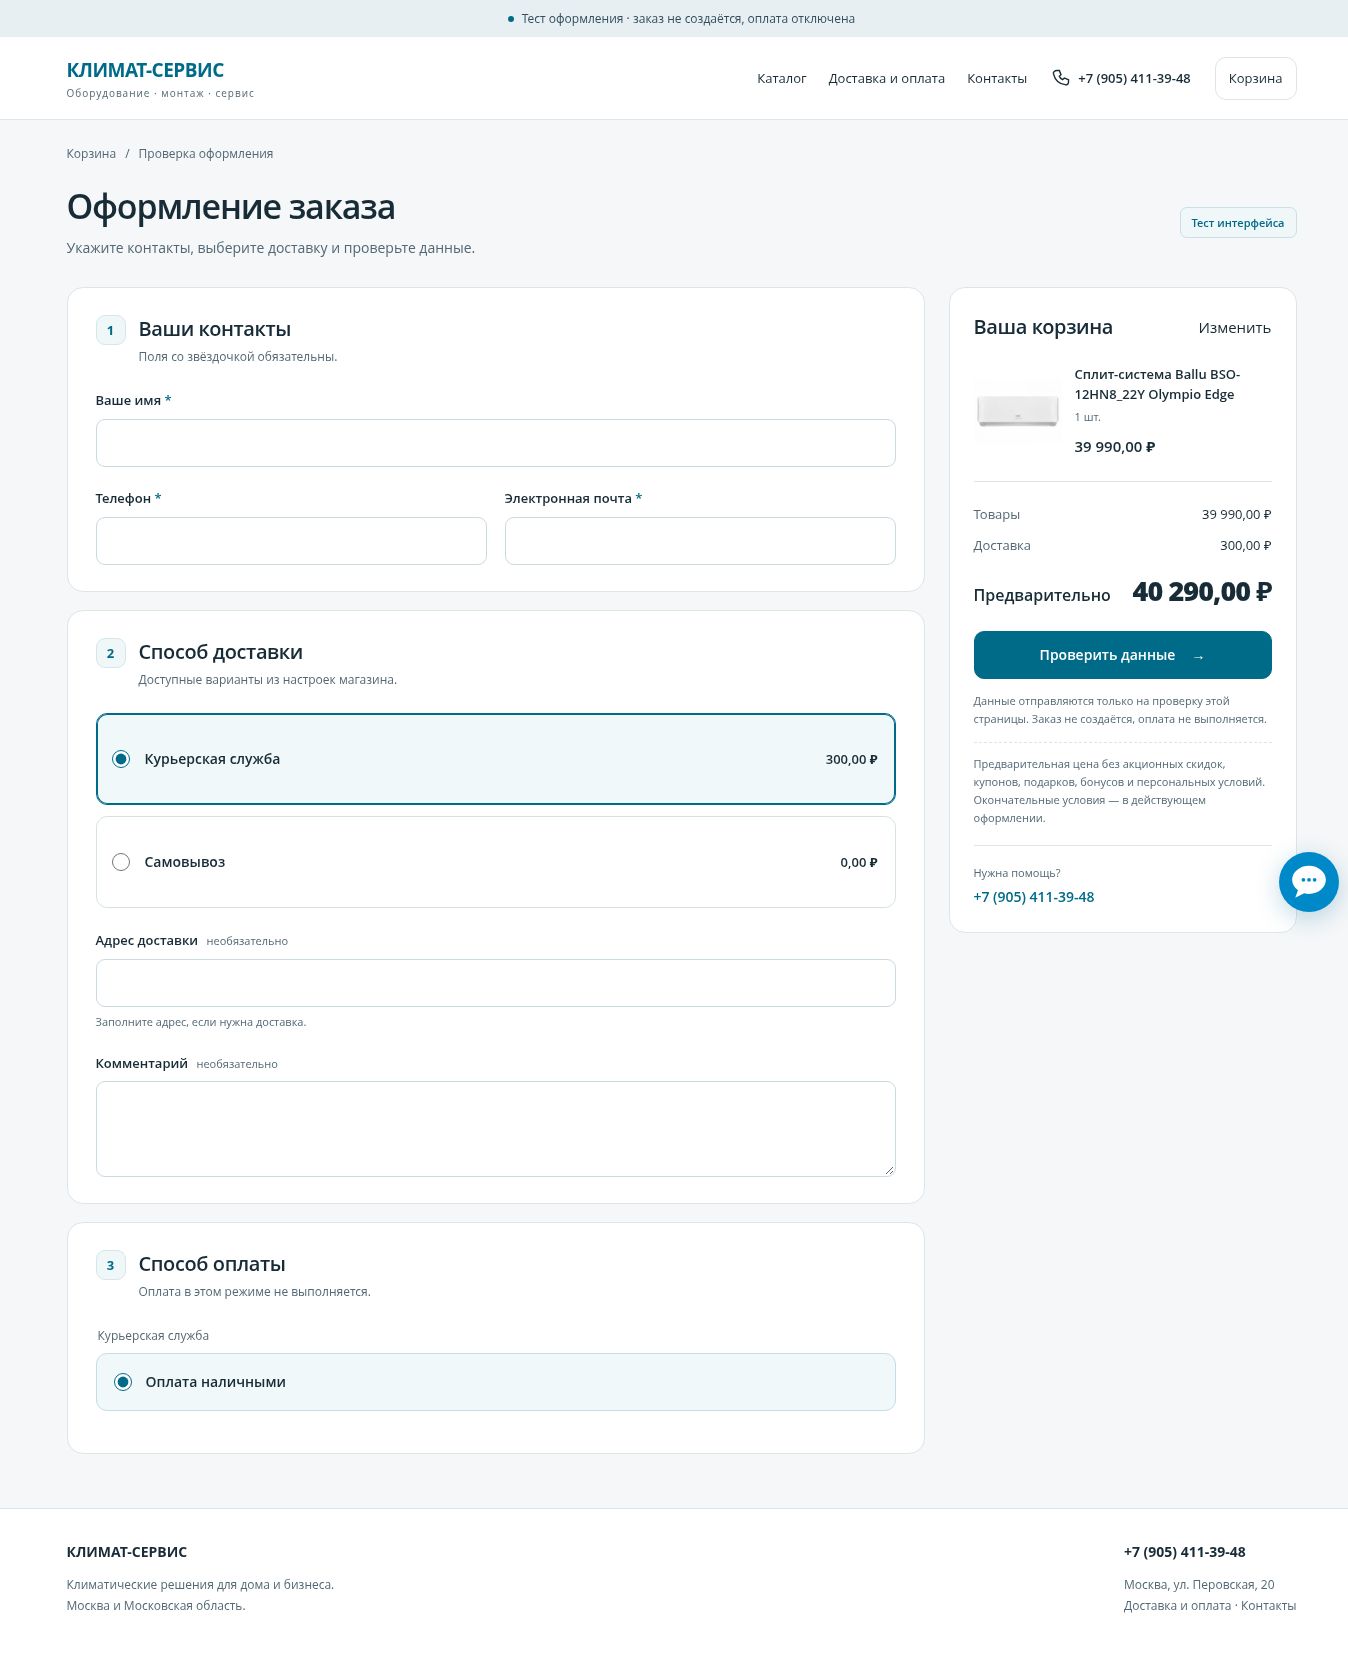 Тест оформления · заказ не создаётся, оплата отключена
КЛИМАТ-СЕРВИС
Оборудование · монтаж · сервис
Каталог
Доставка и оплата
Контакты
+7 (905) 411-39-48
Корзина
Корзина / Проверка оформления
Оформление заказа
Укажите контакты, выберите доставку и проверьте данные.
Тест интерфейса
1
Ваши контакты
Поля со звёздочкой обязательны.
Ваше имя *
Телефон *
Электронная почта *
2
Способ доставки
Доступные варианты из настроек магазина.
Курьерская служба
300,00 ₽
Самовывоз
0,00 ₽
Адрес доставки необязательно
Заполните адрес, если нужна доставка.
Комментарий необязательно
3
Способ оплаты
Оплата в этом режиме не выполняется.
Курьерская служба
Оплата наличными
Ваша корзина
Изменить
Сплит-система Ballu BSO-
12HN8_22Y Olympio Edge
1 шт.
39 990,00 ₽
Товары
39 990,00 ₽
Доставка
300,00 ₽
Предварительно
40 290,00 ₽
Проверить данные →
Данные отправляются только на проверку этой
страницы. Заказ не создаётся, оплата не выполняется.
Предварительная цена без акционных скидок,
купонов, подарков, бонусов и персональных условий.
Окончательные условия — в действующем
оформлении.
Нужна помощь?
+7 (905) 411-39-48
КЛИМАТ-СЕРВИС
Климатические решения для дома и бизнеса.
Москва и Московская область.
+7 (905) 411-39-48
Москва, ул. Перовская, 20
Доставка и оплата · Контакты